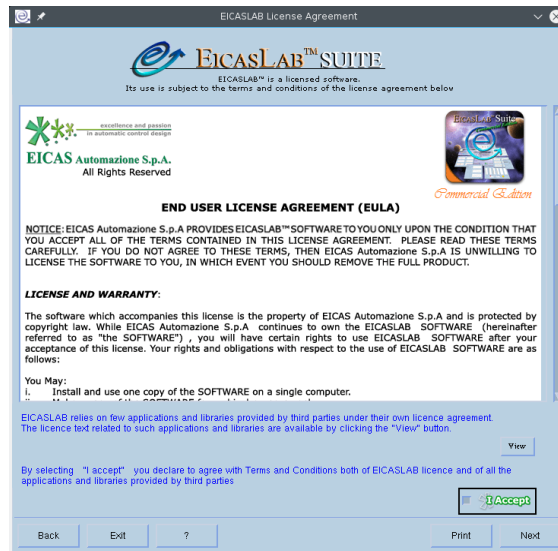 EICASLAB License Agreement
EICASLAB™ SUITE
EICASLAB™ is a licensed software.
Its use is subject to the terms and conditions of the license agreement below
excellence and passion
in automatic control design
EICAS Automazione S.p.A.
All Rights Reserved
EicasLab Suite
Commercial Edition
END USER LICENSE AGREEMENT (EULA)
NOTICE: EICAS Automazione S.p.A PROVIDES EICASLAB™ SOFTWARE TO YOU ONLY UPON THE CONDITION THAT
YOU ACCEPT ALL OF THE TERMS CONTAINED IN THIS LICENSE AGREEMENT. PLEASE READ THESE TERMS
CAREFULLY. IF YOU DO NOT AGREE TO THESE TERMS, THEN EICAS Automazione S.p.A IS UNWILLING TO
LICENSE THE SOFTWARE TO YOU, IN WHICH EVENT YOU SHOULD REMOVE THE FULL PRODUCT.
LICENSE AND WARRANTY:
The software which accompanies this license is the property of EICAS Automazione S.p.A and is protected by
copyright law. While EICAS Automazione S.p.A continues to own the EICASLAB SOFTWARE (hereinafter
referred to as "the SOFTWARE") , you will have certain rights to use EICASLAB SOFTWARE after your
acceptance of this license. Your rights and obligations with respect to the use of EICASLAB SOFTWARE are as
follows:
You May:
i. Install and use one copy of the SOFTWARE on a single computer.
EICASLAB relies on few applications and libraries provided by third parties under their own licence agreement.
The licence text related to such applications and libraries are available by clicking the "View" button.
View
By selecting "I accept" you declare to agree with Terms and Conditions both of EICASLAB licence and of all the
applications and libraries provided by third parties
I Accept
Back Exit ? Print Next